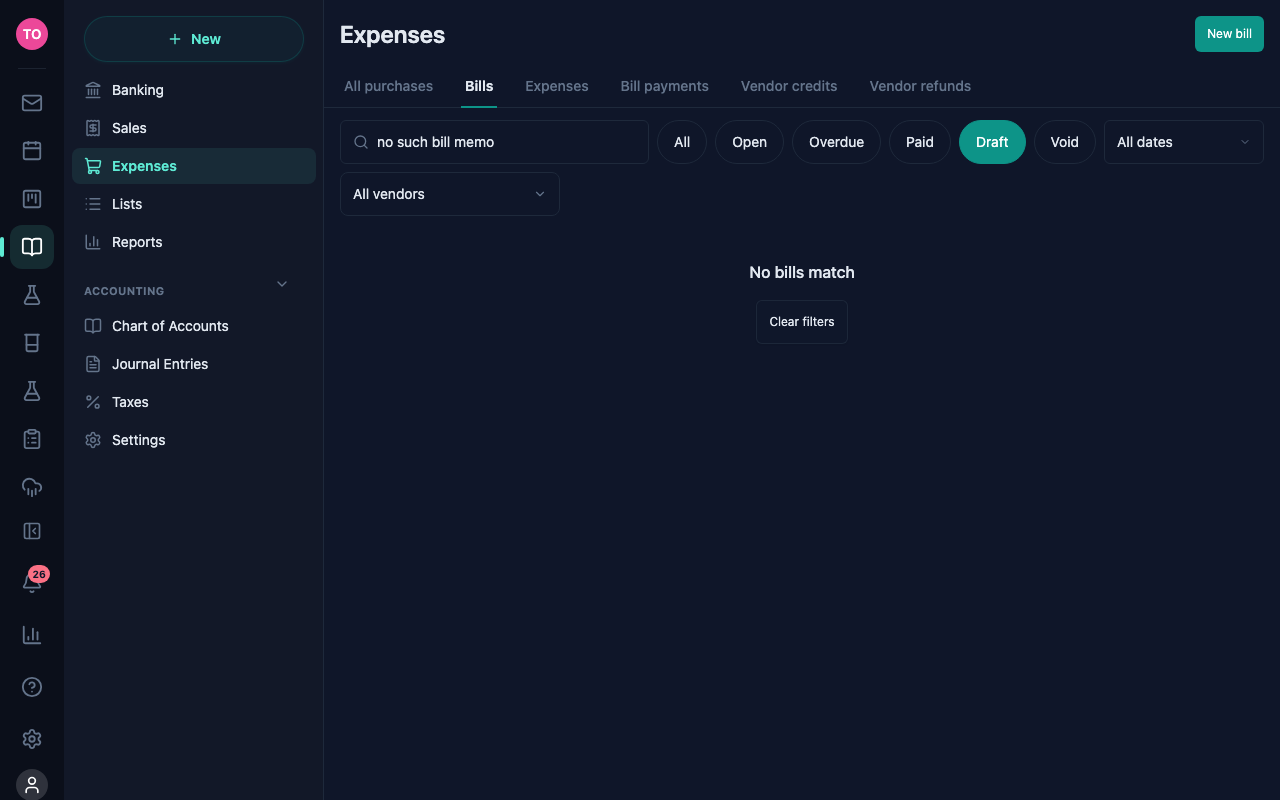 TO
New
Banking
Sales
Expenses
Lists
Reports
ACCOUNTING
Chart of Accounts
Journal Entries
Taxes
Settings
26
Expenses
New bill
All purchases
Bills
Expenses
Bill payments
Vendor credits
Vendor refunds
no such bill memo
All
Open
Overdue
Paid
Draft
Void
All dates
All vendors
No bills match
Clear filters